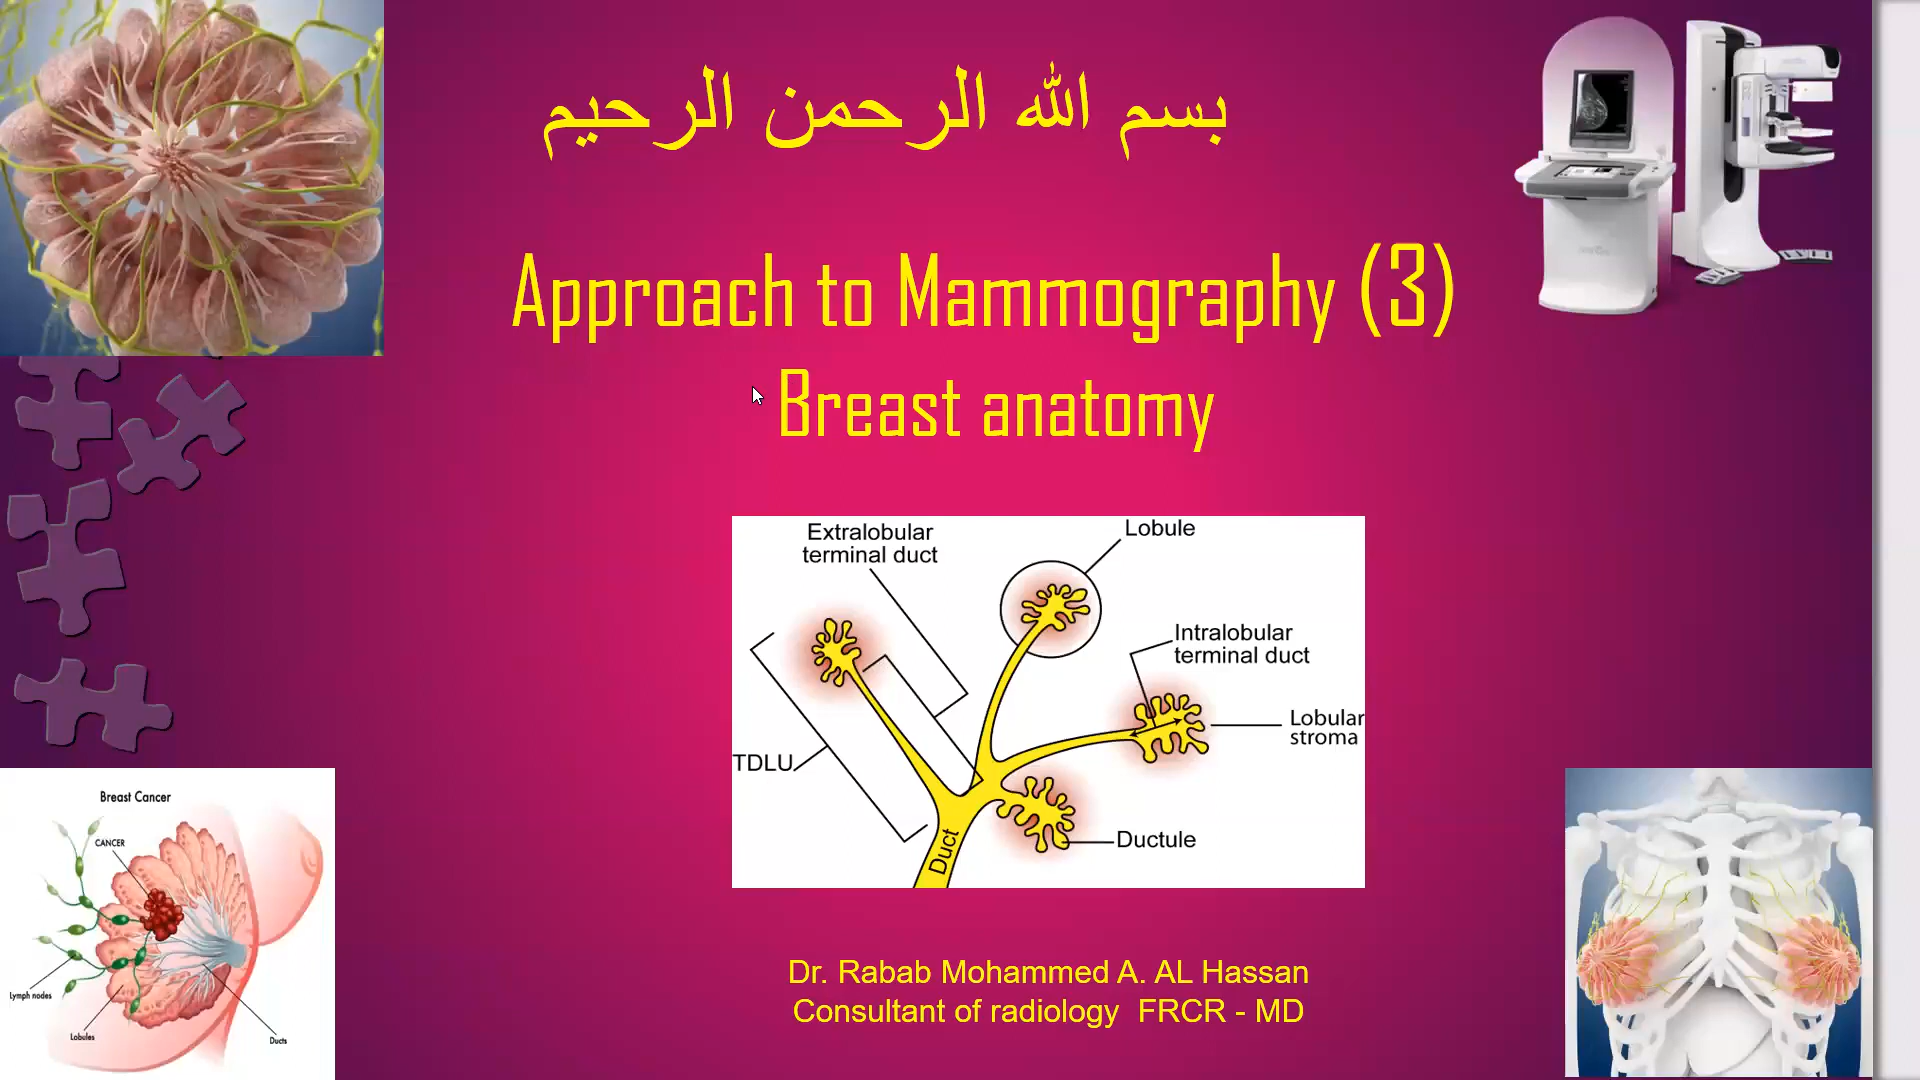 بسم الله الرحمن الرحيم
Approach to Mammography (3)
Breast anatomy
Extralobular
terminal duct
Lobule
Intralobular
terminal duct
Lobular
stroma
TDLU
Ductule
Duct
Breast Cancer
CANCER
Lymph nodes
Lobules
Ducts
Dr. Rabab Mohammed A. AL Hassan
Consultant of radiology FRCR - MD